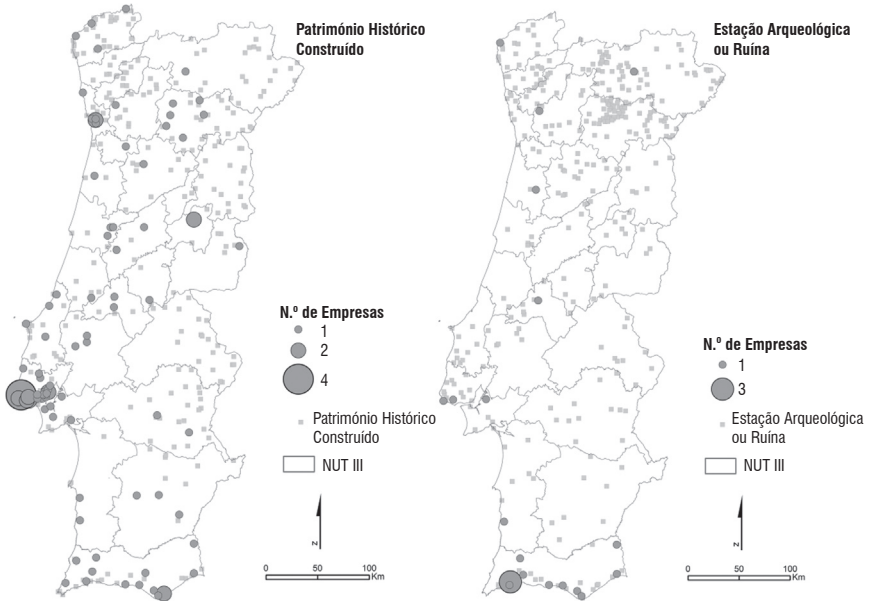 Património Histórico
Construído
N.º de Empresas
1
2
4
Património Histórico
Construído
NUT III
N
0 50 100
Km
Estação Arqueológica
ou Ruína
N.º de Empresas
1
3
Estação Arqueológica
ou Ruína
NUT III
N
0 50 100
Km